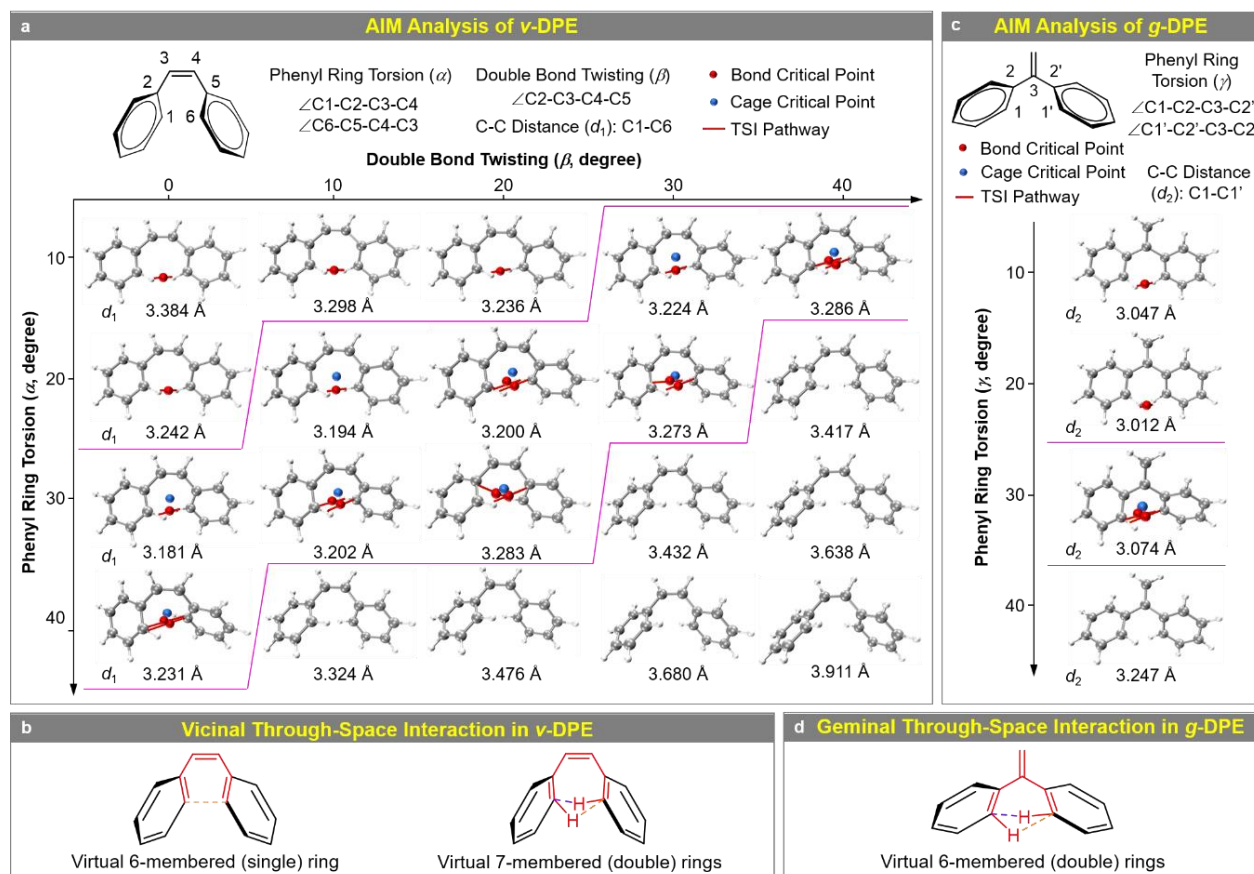 a
AIM Analysis of v-DPE
3 4
2 5
1 6
Phenyl Ring Torsion (α)
∠C1-C2-C3-C4
∠C6-C5-C4-C3
Double Bond Twisting (β)
∠C2-C3-C4-C5
C-C Distance (d1): C1-C6
Bond Critical Point
Cage Critical Point
TSI Pathway
Double Bond Twisting (β, degree)
0 10 20 30 40
Phenyl Ring Torsion (α, degree)
10
d1 3.384 Å 3.298 Å 3.236 Å 3.224 Å 3.286 Å
20
d1 3.242 Å 3.194 Å 3.200 Å 3.273 Å 3.417 Å
30
d1 3.181 Å 3.202 Å 3.283 Å 3.432 Å 3.638 Å
40
d1 3.231 Å 3.324 Å 3.476 Å 3.680 Å 3.911 Å
b
Vicinal Through-Space Interaction in v-DPE
H
H
Virtual 6-membered (single) ring
Virtual 7-membered (double) rings
c
AIM Analysis of g-DPE
2 2'
3
1 1'
Phenyl Ring
Torsion (γ)
∠C1-C2-C3-C2'
∠C1'-C2'-C3-C2
Bond Critical Point
Cage Critical Point
TSI Pathway
C-C Distance
(d2): C1-C1'
Phenyl Ring Torsion (γ, degree)
10
d2 3.047 Å
20
d2 3.012 Å
30
d2 3.074 Å
40
d2 3.247 Å
d
Geminal Through-Space Interaction in g-DPE
H
H
Virtual 6-membered (double) rings